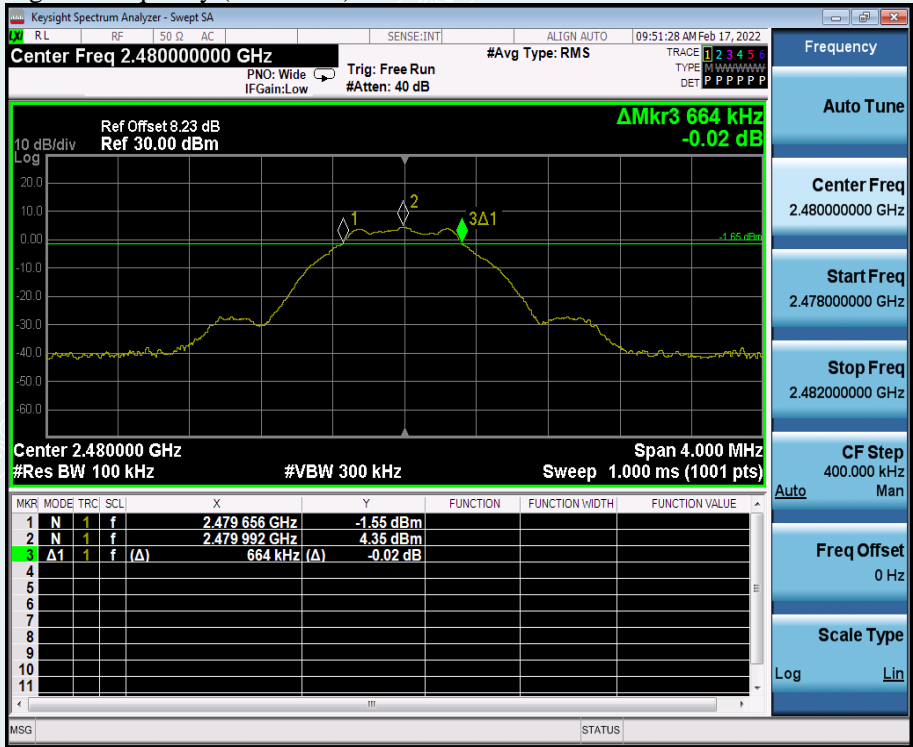 Keysight Spectrum Analyzer - Swept SA
LXI RL RF 50 Ω AC SENSE:INT ALIGN AUTO 09:51:28 AM Feb 17, 2022
Center Freq 2.480000000 GHz
#Avg Type: RMS
TRACE 1 2 3 4 5 6
TYPE M WWWWW
DET P P P P P P
PNO: Wide
IFGain:Low
Trig: Free Run
#Atten: 40 dB
Frequency
Auto Tune
Center Freq
2.480000000 GHz
Start Freq
2.478000000 GHz
Stop Freq
2.482000000 GHz
CF Step
400.000 kHz
Auto Man
Freq Offset
0 Hz
Scale Type
Log Lin
ΔMkr3 664 kHz
-0.02 dB
Ref Offset 8.23 dB
10 dB/div Ref 30.00 dBm
Log
20.0
10.0
0.00
-10.0
-20.0
-30.0
-40.0
-50.0
-60.0
1
2
3Δ1
-1.65 dBm
Center 2.480000 GHz Span 4.000 MHz
#Res BW 100 kHz #VBW 300 kHz Sweep 1.000 ms (1001 pts)
MKR MODE TRC SCL X Y FUNCTION FUNCTION WIDTH FUNCTION VALUE
1 N 1 f 2.479 656 GHz -1.55 dBm
2 N 1 f 2.479 992 GHz 4.35 dBm
3 Δ1 1 f (Δ) 664 kHz (Δ) -0.02 dB
4
5
6
7
8
9
10
11
MSG STATUS